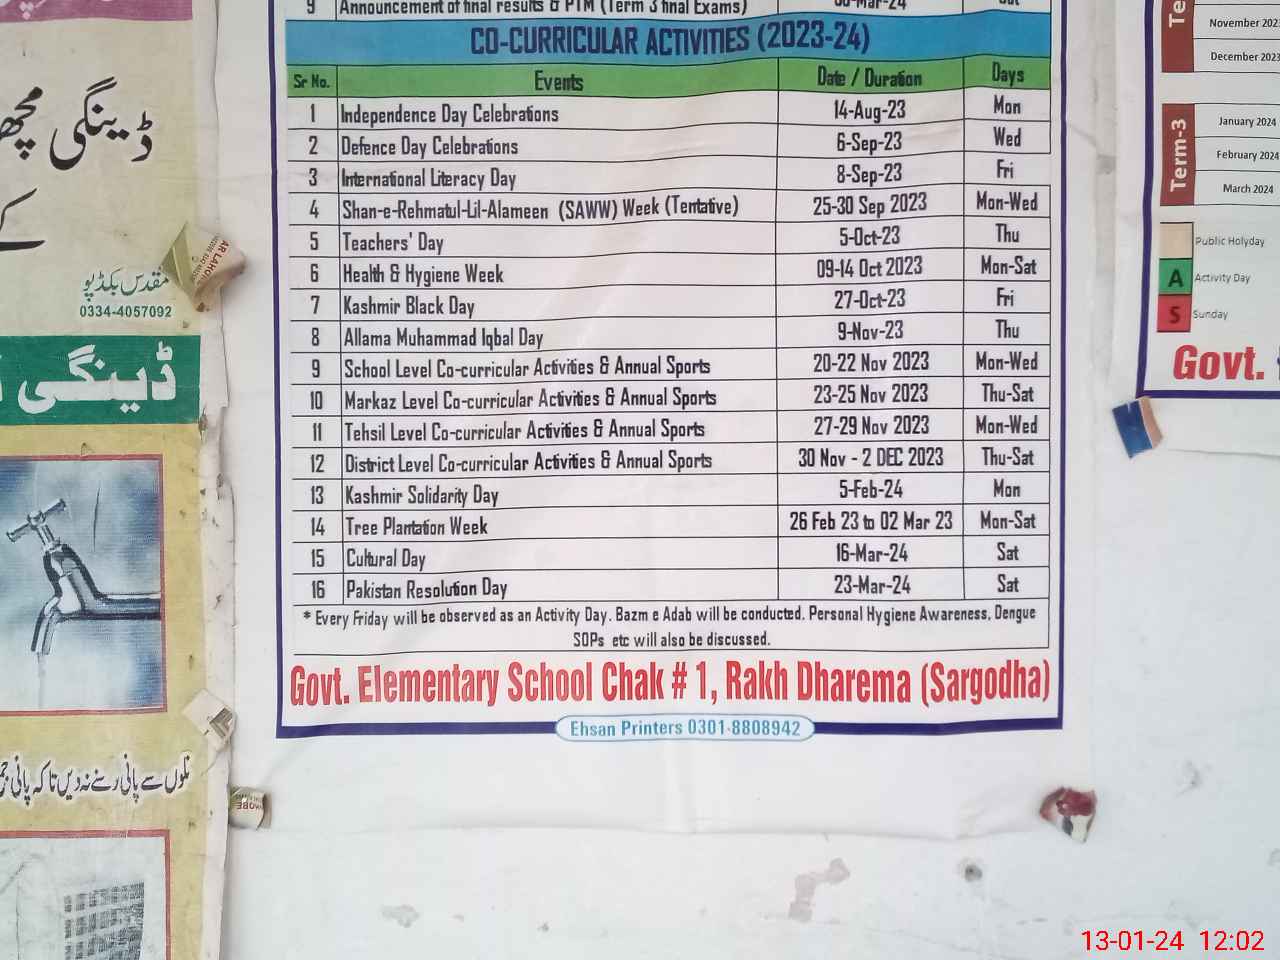 9 Announcement of final results & PTM (Term 3 final Exams)
CO-CURRICULAR ACTIVITIES (2023-24)
Sr No. Events Date / Duration Days
1 Independence Day Celebrations 14-Aug-23 Mon
2 Defence Day Celebrations 6-Sep-23 Wed
3 International Literacy Day 8-Sep-23 Fri
4 Shan-e-Rehmatul-Lil-Alameen (SAWW) Week (Tentative) 25-30 Sep 2023 Mon-Wed
5 Teachers' Day 5-Oct-23 Thu
6 Health & Hygiene Week 09-14 Oct 2023 Mon-Sat
7 Kashmir Black Day 27-Oct-23 Fri
8 Allama Muhammad Iqbal Day 9-Nov-23 Thu
9 School Level Co-curricular Activities & Annual Sports 20-22 Nov 2023 Mon-Wed
10 Markaz Level Co-curricular Activities & Annual Sports 23-25 Nov 2023 Thu-Sat
11 Tehsil Level Co-curricular Activities & Annual Sports 27-29 Nov 2023 Mon-Wed
12 District Level Co-curricular Activities & Annual Sports 30 Nov - 2 DEC 2023 Thu-Sat
13 Kashmir Solidarity Day 5-Feb-24 Mon
14 Tree Plantation Week 26 Feb 23 to 02 Mar 23 Mon-Sat
15 Cultural Day 16-Mar-24 Sat
16 Pakistan Resolution Day 23-Mar-24 Sat
* Every Friday will be observed as an Activity Day. Bazm e Adab will be conducted. Personal Hygiene Awareness, Dengue
SOPs etc will also be discussed.
Govt. Elementary School Chak # 1, Rakh Dharema (Sargodha)
Ehsan Printers 0301-8808942
ڈینگی
کے
مقدس بکڈپو
0334-4057092
ڈینگی
نلوں سے پانی رسنے نہ دیں تاکہ پانی
November 202
December 2023
Term-3
January 2024
February 2024
March 2024
Public Holyday
A Activity Day
S Sunday
Govt.
13-01-24 12:02